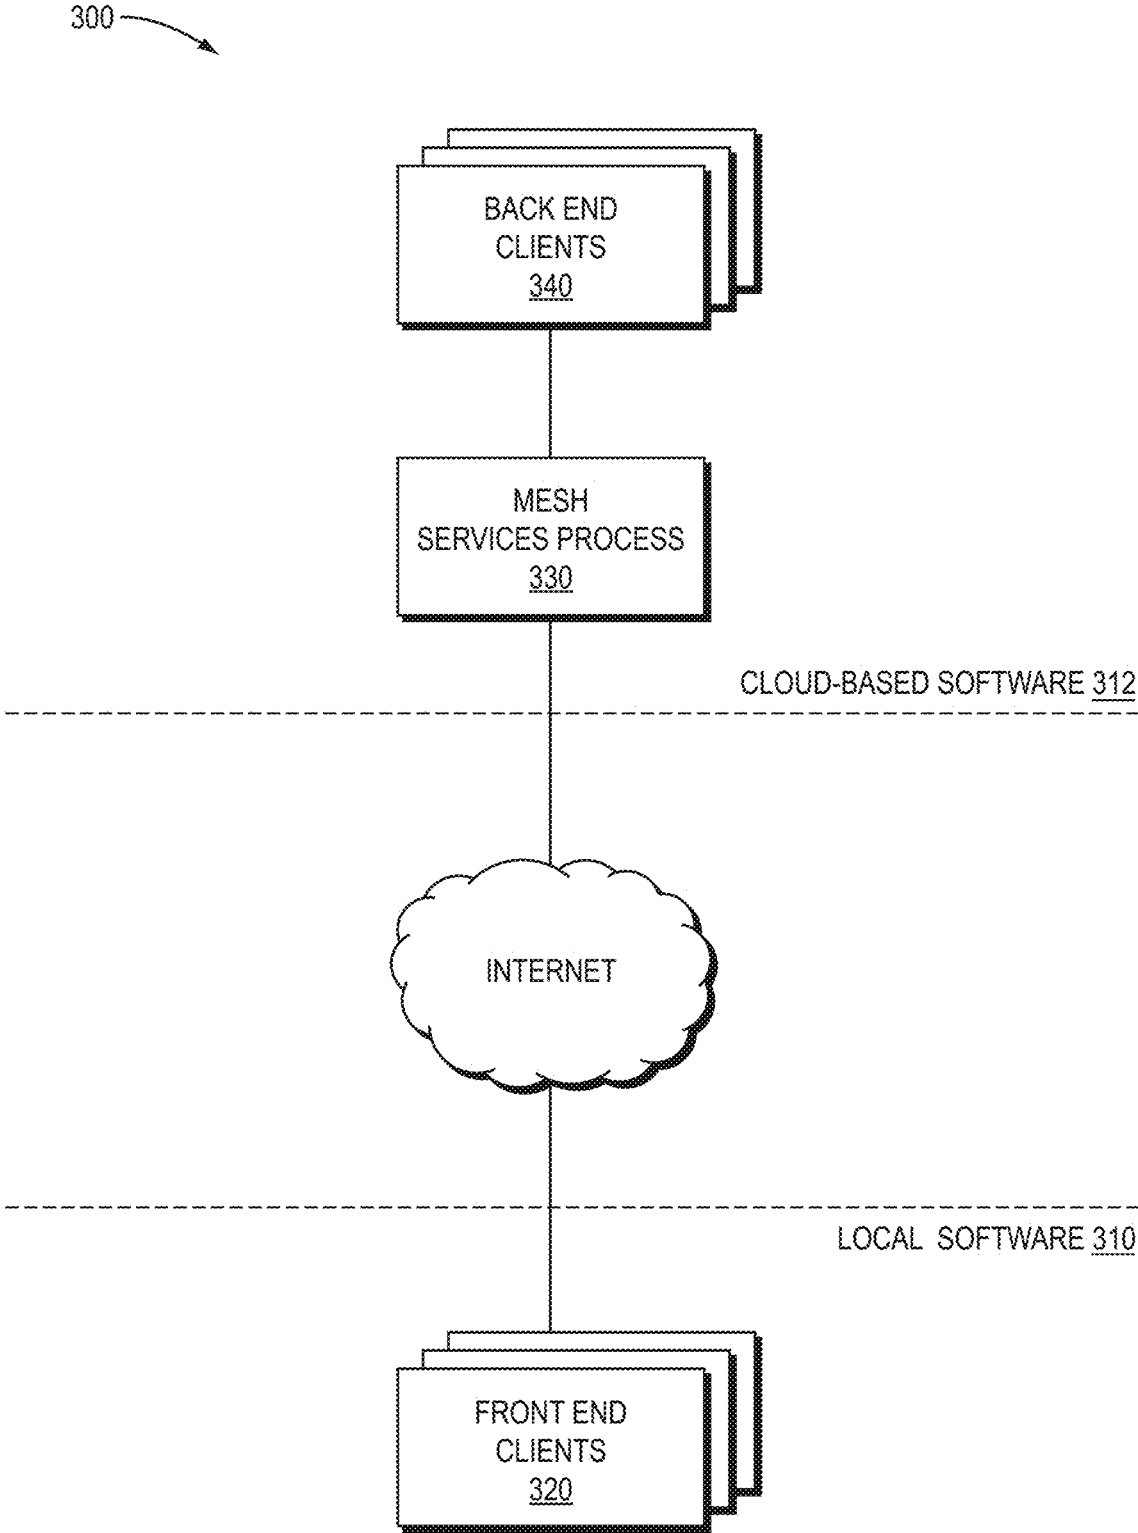 300
BACK END
CLIENTS
340
MESH
SERVICES PROCESS
330
CLOUD-BASED SOFTWARE 312
INTERNET
LOCAL SOFTWARE 310
FRONT END
CLIENTS
320